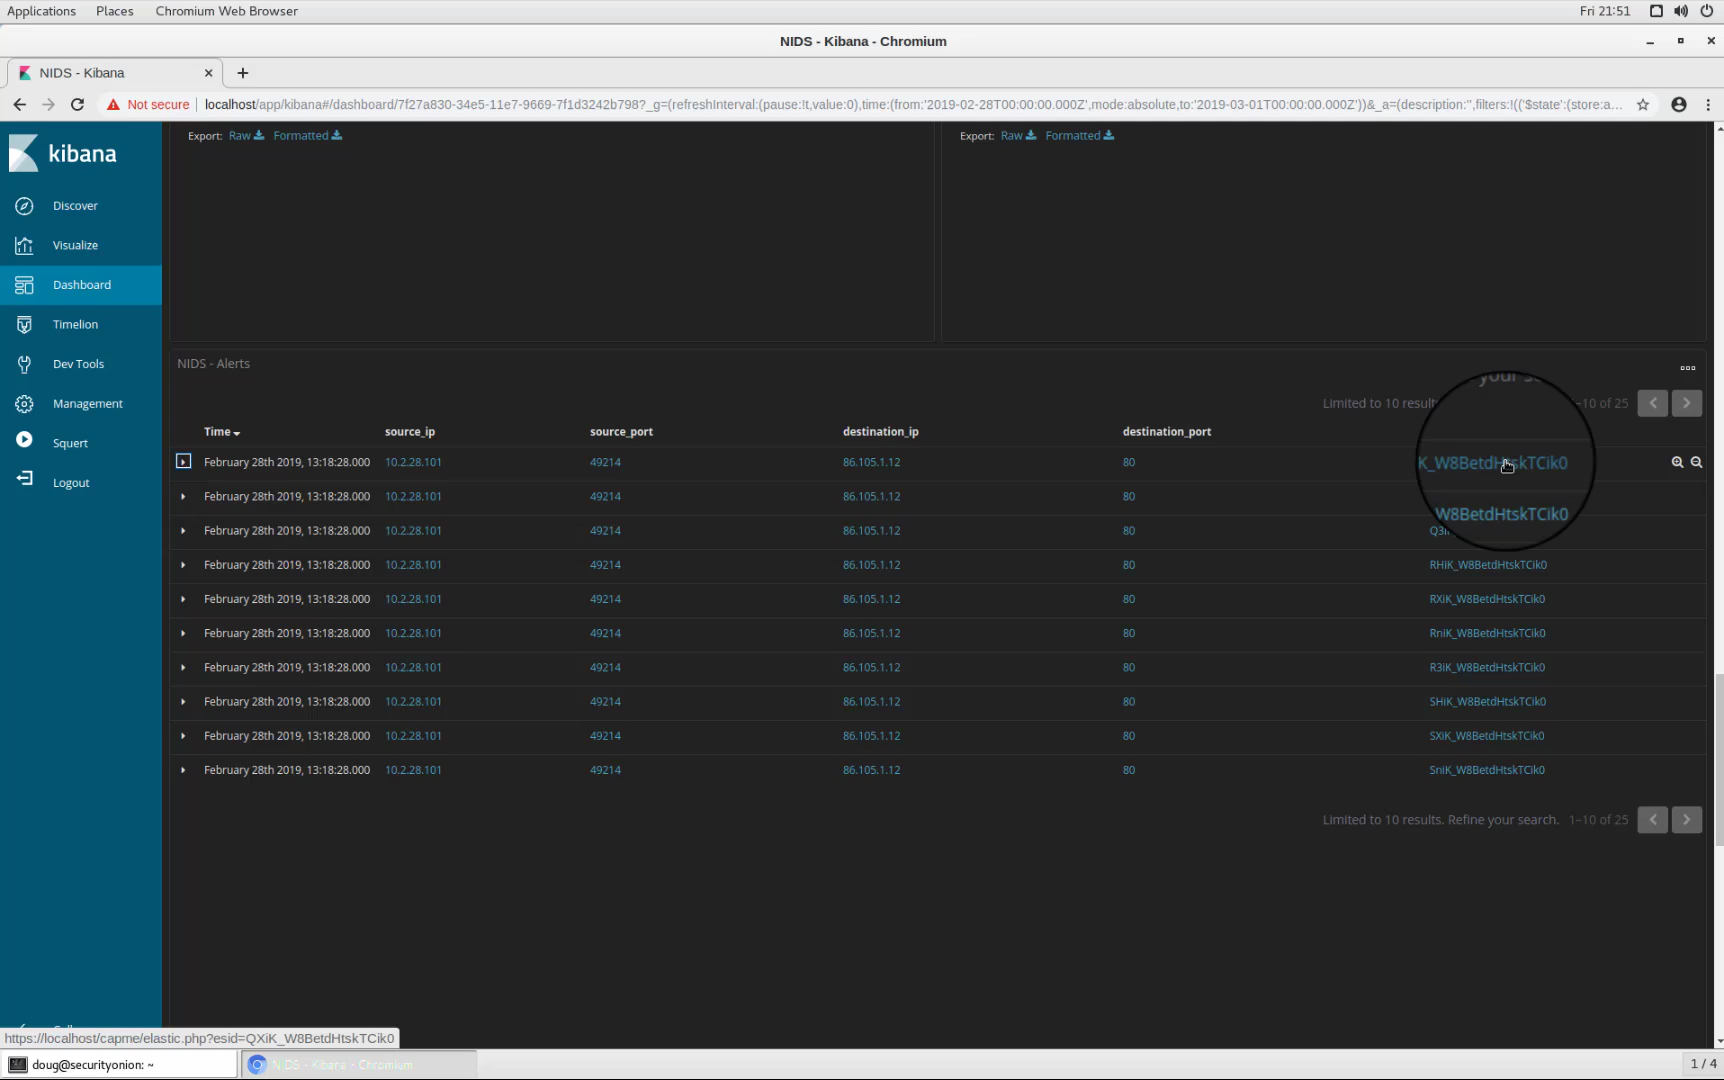 Applications Places Chromium Web Browser Fri 21:51
NIDS - Kibana - Chromium
NIDS - Kibana
Not secure localhost/app/kibana#/dashboard/7f27a830-34e5-11e7-9669-7f1d3242b798?_g=(refreshInterval:(pause:!t,value:0),time:(from:'2019-02-28T00:00:00.000Z',mode:absolute,to:'2019-03-01T00:00:00.000Z'))&_a=(description:'',filters:!(('$state':(store:a...
kibana
Discover
Visualize
Dashboard
Timelion
Dev Tools
Management
Squert
Logout
Export: Raw Formatted
Export: Raw Formatted
NIDS - Alerts
Limited to 10 results your s –10 of 25
Time source_ip source_port destination_ip destination_port
February 28th 2019, 13:18:28.000 10.2.28.101 49214 86.105.1.12 80 K_W8BetdHtskTCik0
February 28th 2019, 13:18:28.000 10.2.28.101 49214 86.105.1.12 80 W8BetdHtskTCik0
February 28th 2019, 13:18:28.000 10.2.28.101 49214 86.105.1.12 80
February 28th 2019, 13:18:28.000 10.2.28.101 49214 86.105.1.12 80 RHiK_W8BetdHtskTCik0
February 28th 2019, 13:18:28.000 10.2.28.101 49214 86.105.1.12 80 RXiK_W8BetdHtskTCik0
February 28th 2019, 13:18:28.000 10.2.28.101 49214 86.105.1.12 80 RniK_W8BetdHtskTCik0
February 28th 2019, 13:18:28.000 10.2.28.101 49214 86.105.1.12 80 R3iK_W8BetdHtskTCik0
February 28th 2019, 13:18:28.000 10.2.28.101 49214 86.105.1.12 80 SHiK_W8BetdHtskTCik0
February 28th 2019, 13:18:28.000 10.2.28.101 49214 86.105.1.12 80 SXiK_W8BetdHtskTCik0
February 28th 2019, 13:18:28.000 10.2.28.101 49214 86.105.1.12 80 SniK_W8BetdHtskTCik0
Limited to 10 results. Refine your search. 1–10 of 25
https://localhost/capme/elastic.php?esid=QXiK_W8BetdHtskTCik0
doug@securityonion: ~ NIDS - Kibana - Chromium 1 / 4